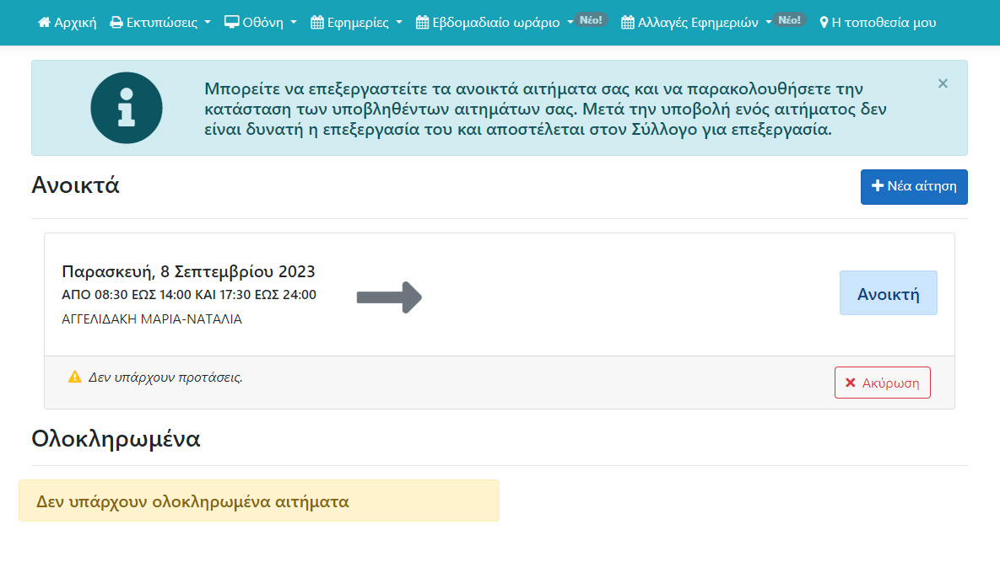 Αρχική Εκτυπώσεις Οθόνη Εφημερίες Εβδομαδιαίο ωράριο Νέο! Αλλαγές Εφημεριών Νέο! Η τοποθεσία μου
Μπορείτε να επεξεργαστείτε τα ανοικτά αιτήματα σας και να παρακολουθήσετε την
κατάσταση των υποβληθέντων αιτημάτων σας. Μετά την υποβολή ενός αιτήματος δεν
είναι δυνατή η επεξεργασία του και αποστέλεται στον Σύλλογο για επεξεργασία.
×
Ανοικτά
Νέα αίτηση
Παρασκευή, 8 Σεπτεμβρίου 2023
ΑΠΟ 08:30 ΕΩΣ 14:00 ΚΑΙ 17:30 ΕΩΣ 24:00
ΑΓΓΕΛΙΔΑΚΗ ΜΑΡΙΑ-ΝΑΤΑΛΙΑ
Ανοικτή
Δεν υπάρχουν προτάσεις.
Ακύρωση
Ολοκληρωμένα
Δεν υπάρχουν ολοκληρωμένα αιτήματα